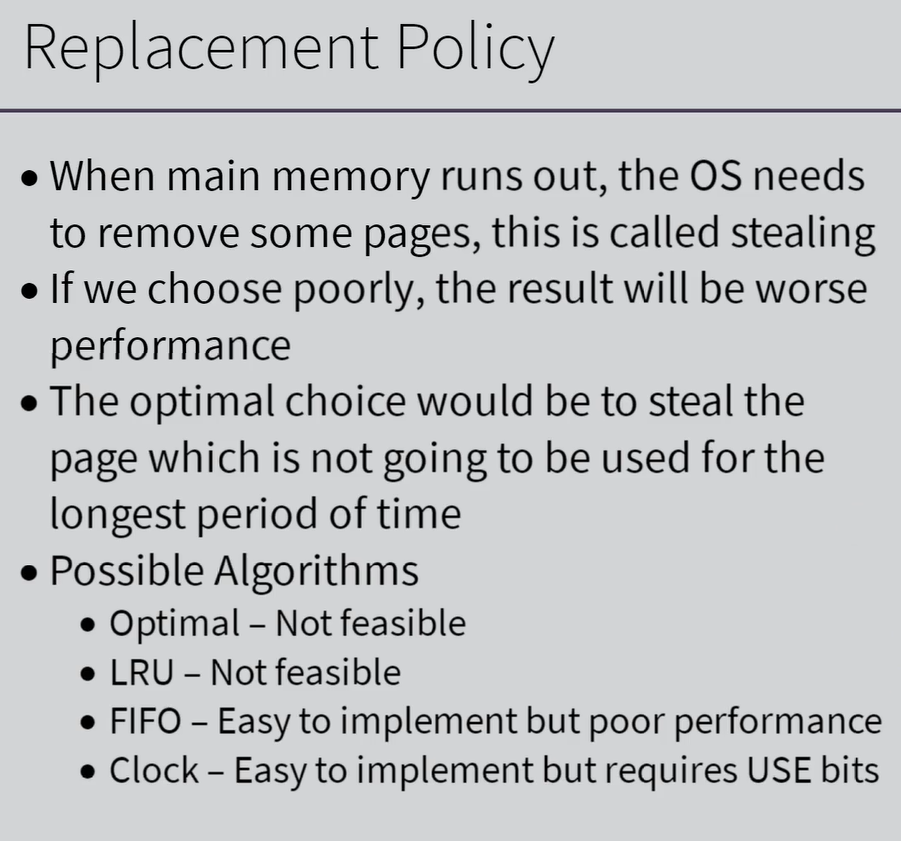 Replacement Policy
• When main memory runs out, the OS needs
to remove some pages, this is called stealing
• If we choose poorly, the result will be worse
performance
• The optimal choice would be to steal the
page which is not going to be used for the
longest period of time
• Possible Algorithms
• Optimal – Not feasible
• LRU – Not feasible
• FIFO – Easy to implement but poor performance
• Clock – Easy to implement but requires USE bits